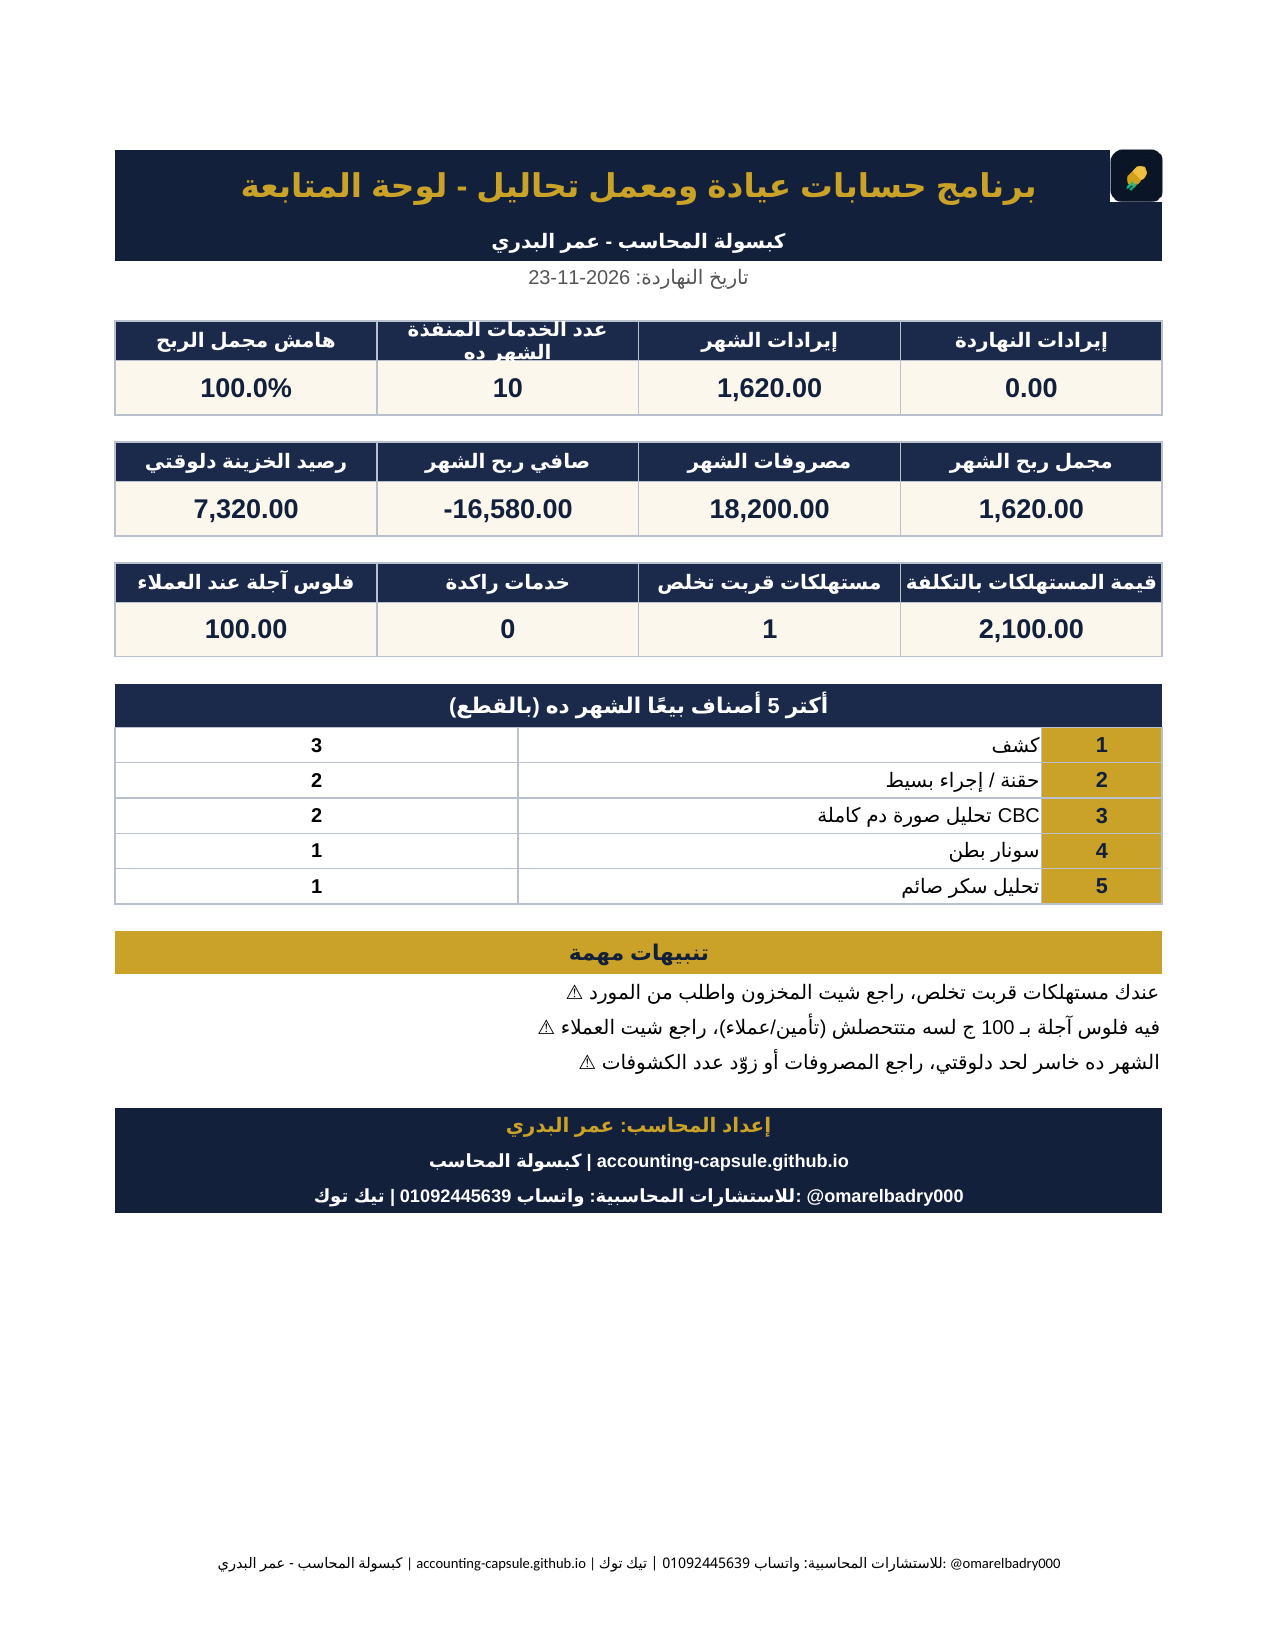 برنامج حسابات عيادة ومعمل تحاليل - لوحة المتابعة
كبسولة المحاسب - عمر البدري
تاريخ النهاردة: 2026-11-23
إيرادات النهاردة
إيرادات الشهر
عدد الخدمات المنفذة الشهر ده
هامش مجمل الربح
0.00
1,620.00
10
100.0%
مجمل ربح الشهر
مصروفات الشهر
صافي ربح الشهر
رصيد الخزينة دلوقتي
1,620.00
18,200.00
-16,580.00
7,320.00
قيمة المستهلكات بالتكلفة
مستهلكات قربت تخلص
خدمات راكدة
فلوس آجلة عند العملاء
2,100.00
1
0
100.00
أكتر 5 أصناف بيعًا الشهر ده (بالقطع)
1 كشف 3
2 حقنة / إجراء بسيط 2
3 CBC تحليل صورة دم كاملة 2
4 سونار بطن 1
5 تحليل سكر صائم 1
تنبيهات مهمة
عندك مستهلكات قربت تخلص، راجع شيت المخزون واطلب من المورد ⚠
فيه فلوس آجلة بـ 100 ج لسه متتحصلش (تأمين/عملاء)، راجع شيت العملاء ⚠
الشهر ده خاسر لحد دلوقتي، راجع المصروفات أو زوّد عدد الكشوفات ⚠
إعداد المحاسب: عمر البدري
كبسولة المحاسب | accounting-capsule.github.io
للاستشارات المحاسبية: واتساب 01092445639 | تيك توك: @omarelbadry000
كبسولة المحاسب - عمر البدري | accounting-capsule.github.io | للاستشارات المحاسبية: واتساب 01092445639 | تيك توك: @omarelbadry000